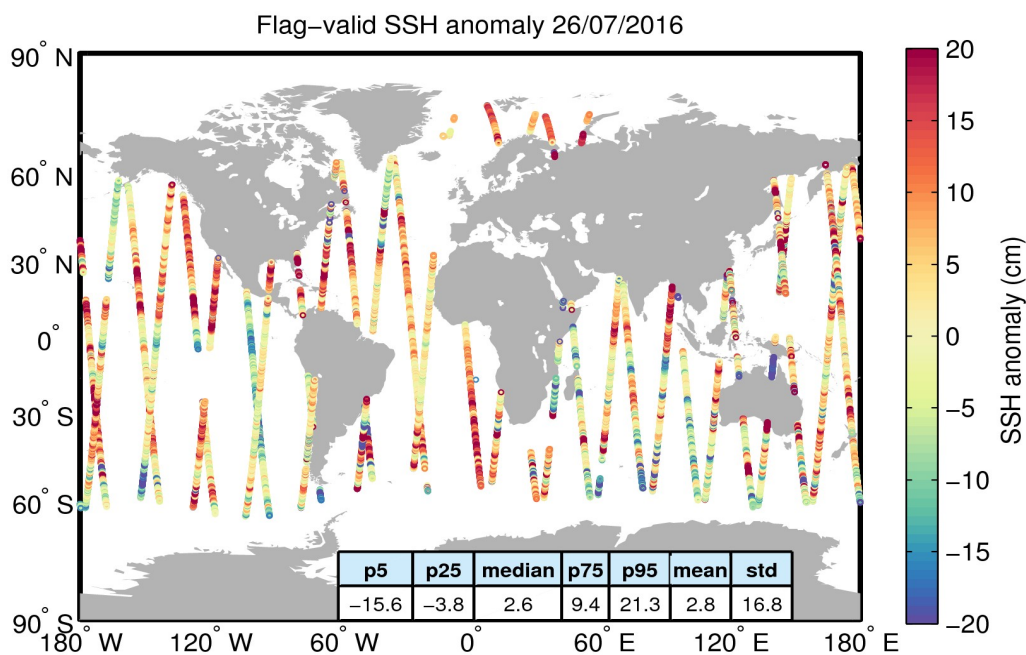 Flag−valid SSH anomaly 26/07/2016
90° N
60° N
30° N
0°
30° S
60° S
90° S
180° W
120° W
60° W
0°
60° E
120° E
180° E
p5 p25 median p75 p95 mean std
−15.6 −3.8 2.6 9.4 21.3 2.8 16.8
20
15
10
5
0
−5
−10
−15
−20
SSH anomaly (cm)